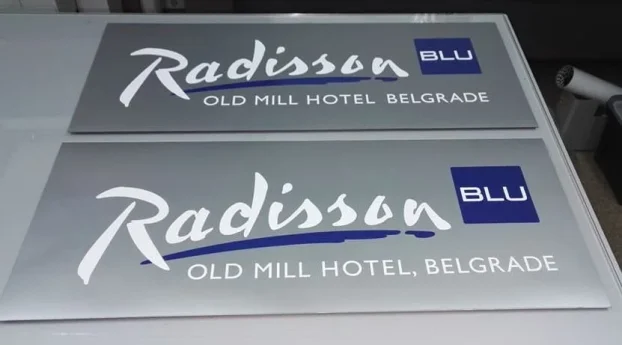 Radisson BLU
OLD MILL HOTEL BELGRADE
Radisson BLU
OLD MILL HOTEL, BELGRADE